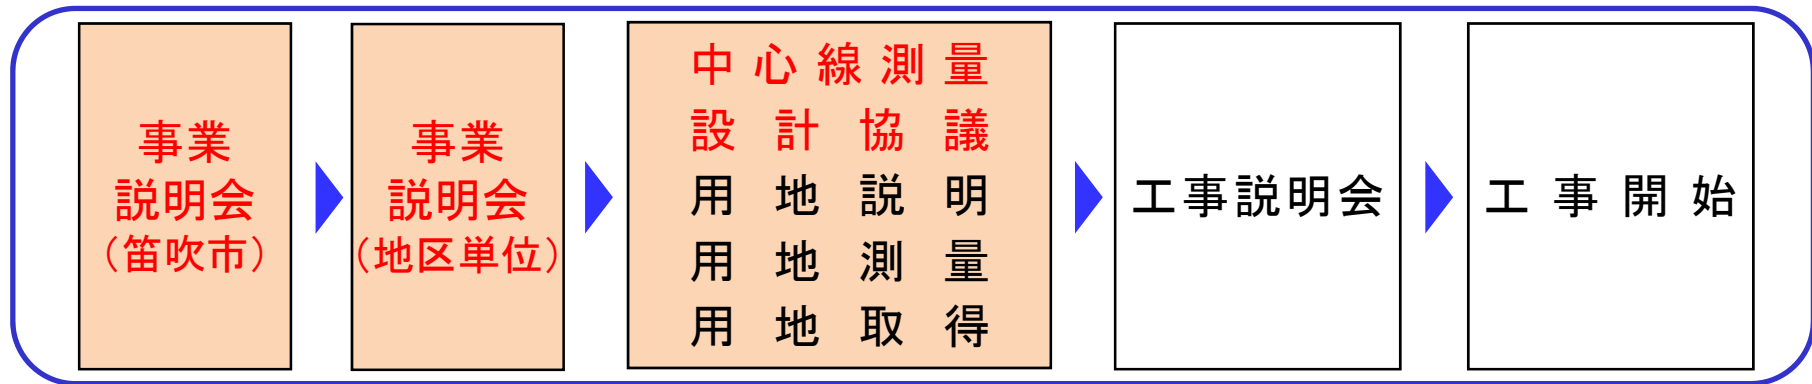 事業
説明会
（笛吹市）
事業
説明会
（地区単位）
中心線測量
設計協議
用地説明
用地測量
用地取得
工事説明会
工事開始